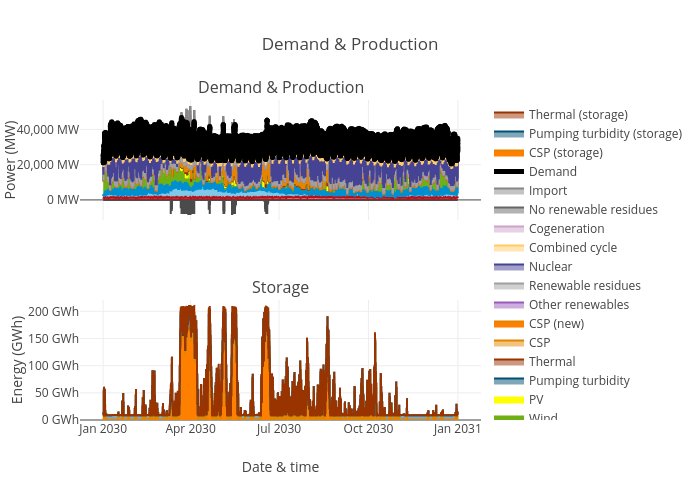 Demand & Production
Demand & Production
Power (MW)
40,000 MW
20,000 MW
0 MW
Storage
Energy (GWh)
200 GWh
150 GWh
100 GWh
50 GWh
0 GWh
Jan 2030
Apr 2030
Jul 2030
Oct 2030
Jan 2031
Date & time
Thermal (storage)
Pumping turbidity (storage)
CSP (storage)
Demand
Import
No renewable residues
Cogeneration
Combined cycle
Nuclear
Renewable residues
Other renewables
CSP (new)
CSP
Thermal
Pumping turbidity
PV
Wind